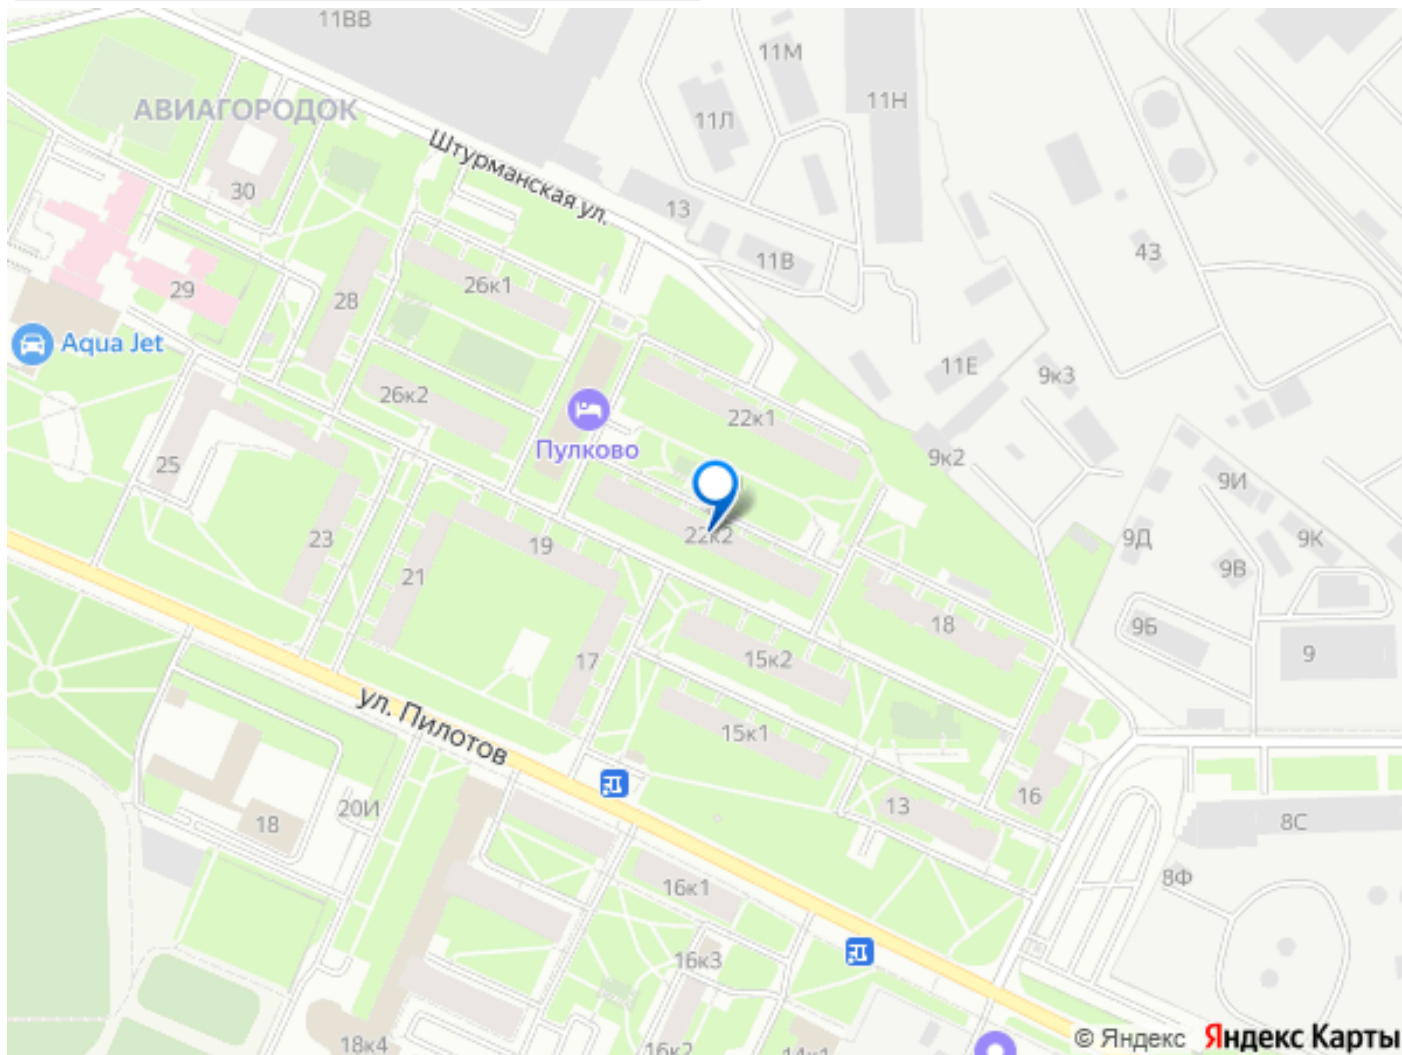 11ВВ
11М
11Н
11Л
АВИАГОРОДОК
Штурманская ул.
30
13
43
11В
29
28
26к1
Aqua Jet
11Е
9к3
26к2
22к1
Пулково
9к2
25
9И
23
19
22к2
9Д
9К
21
9В
18
9Б
17
15к2
9
ул. Пилотов
15к1
20И
18
13
16
8С
16к1
8Ф
16к3
18к4
16к2
14к1
© Яндекс Яндекс Карты